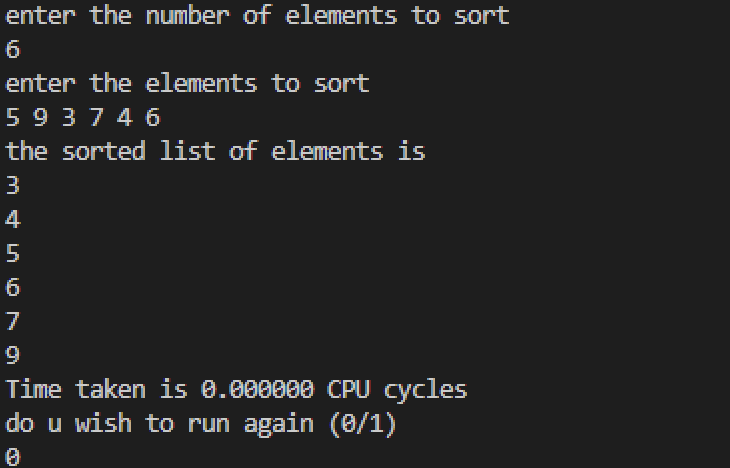 enter the number of elements to sort
6
enter the elements to sort
5 9 3 7 4 6
the sorted list of elements is
3
4
5
6
7
9
Time taken is 0.000000 CPU cycles
do u wish to run again (0/1)
0